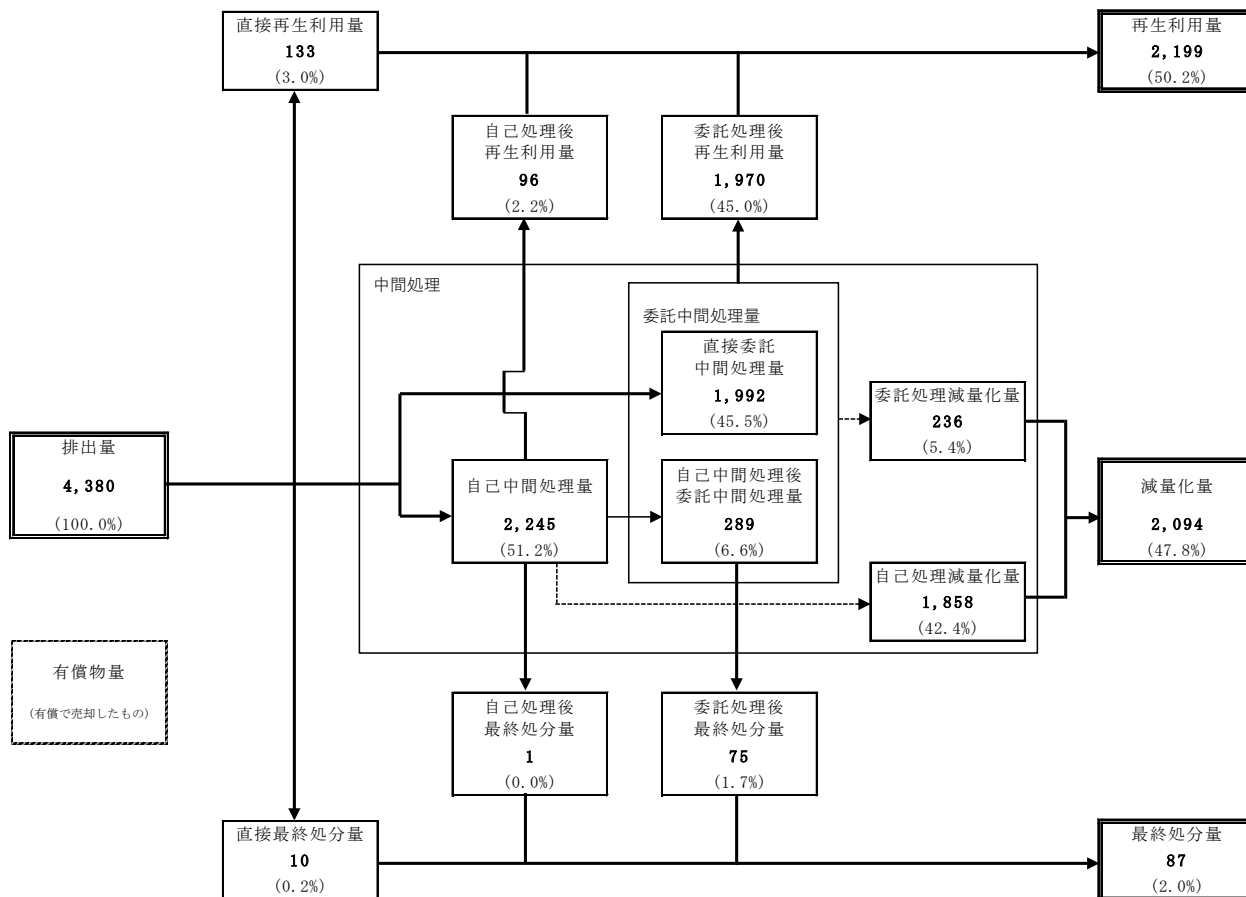 直接再生利用量
133
(3.0%)
再生利用量
2,199
(50.2%)
自己処理後
再生利用量
96
(2.2%)
委託処理後
再生利用量
1,970
(45.0%)
中間処理
委託中間処理量
直接委託
中間処理量
1,992
(45.5%)
委託処理減量化量
236
(5.4%)
排出量
4,380
(100.0%)
自己中間処理量
2,245
(51.2%)
自己中間処理後
委託中間処理量
289
(6.6%)
減量化量
2,094
(47.8%)
自己処理減量化量
1,858
(42.4%)
有償物量
(有償で売却したもの)
自己処理後
最終処分量
1
(0.0%)
委託処理後
最終処分量
75
(1.7%)
直接最終処分量
10
(0.2%)
最終処分量
87
(2.0%)